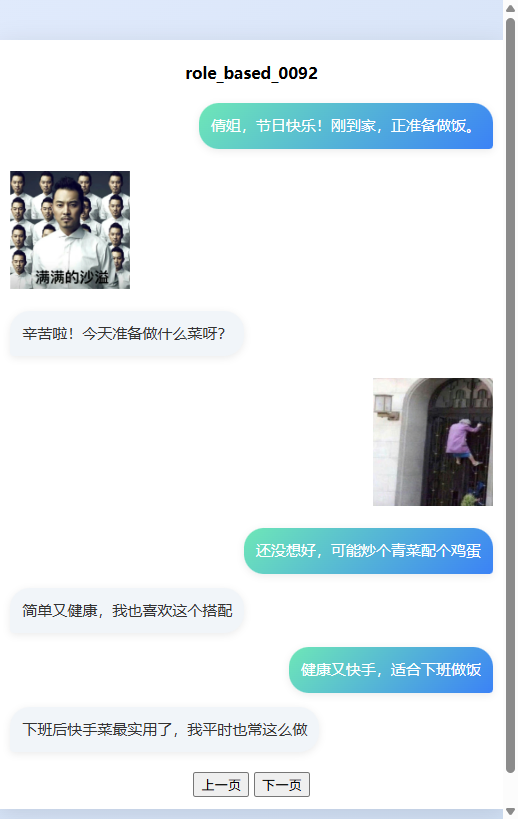 role_based_0092
倩姐，节日快乐！刚到家，正准备做饭。
满满的沙溢
辛苦啦！今天准备做什么菜呀？
还没想好，可能炒个青菜配个鸡蛋
简单又健康，我也喜欢这个搭配
健康又快手，适合下班做饭
下班后快手菜最实用了，我平时也常这么做
上一页 下一页